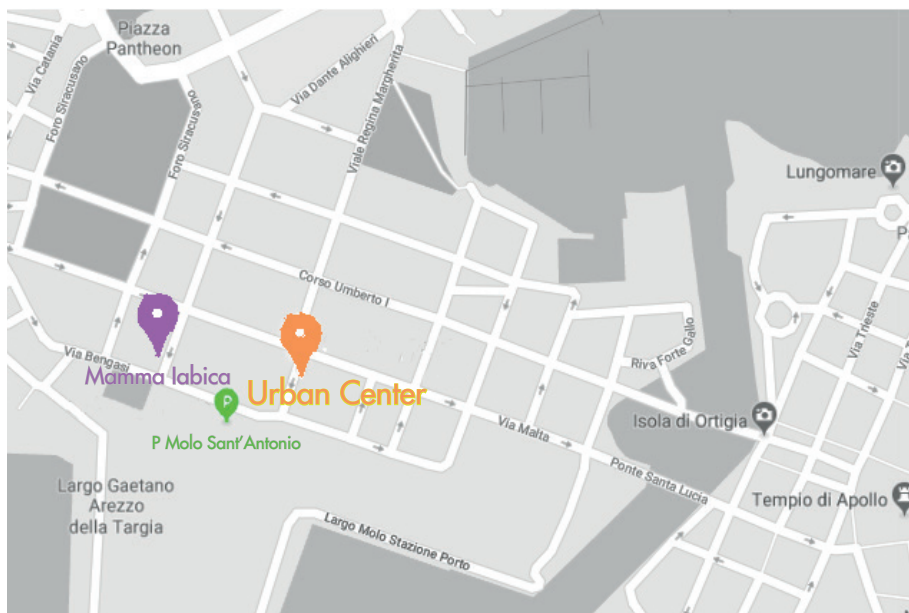 Piazza
Pantheon
Via Catania
Foro Siracusano
Foro Siracusano
Via Dante Alighieri
Viale Regina Margherita
Lungomare
Corso Umberto I
Via Trieste
Via Bengasi
Mamma Iabica
Urban Center
Riva Forte Gallo
P
P Molo Sant'Antonio
Via Malta
Isola di Ortigia
Ponte Santa Lucia
Largo Gaetano
Arezzo
della Targia
Tempio di Apollo
Largo Molo Stazione Porto